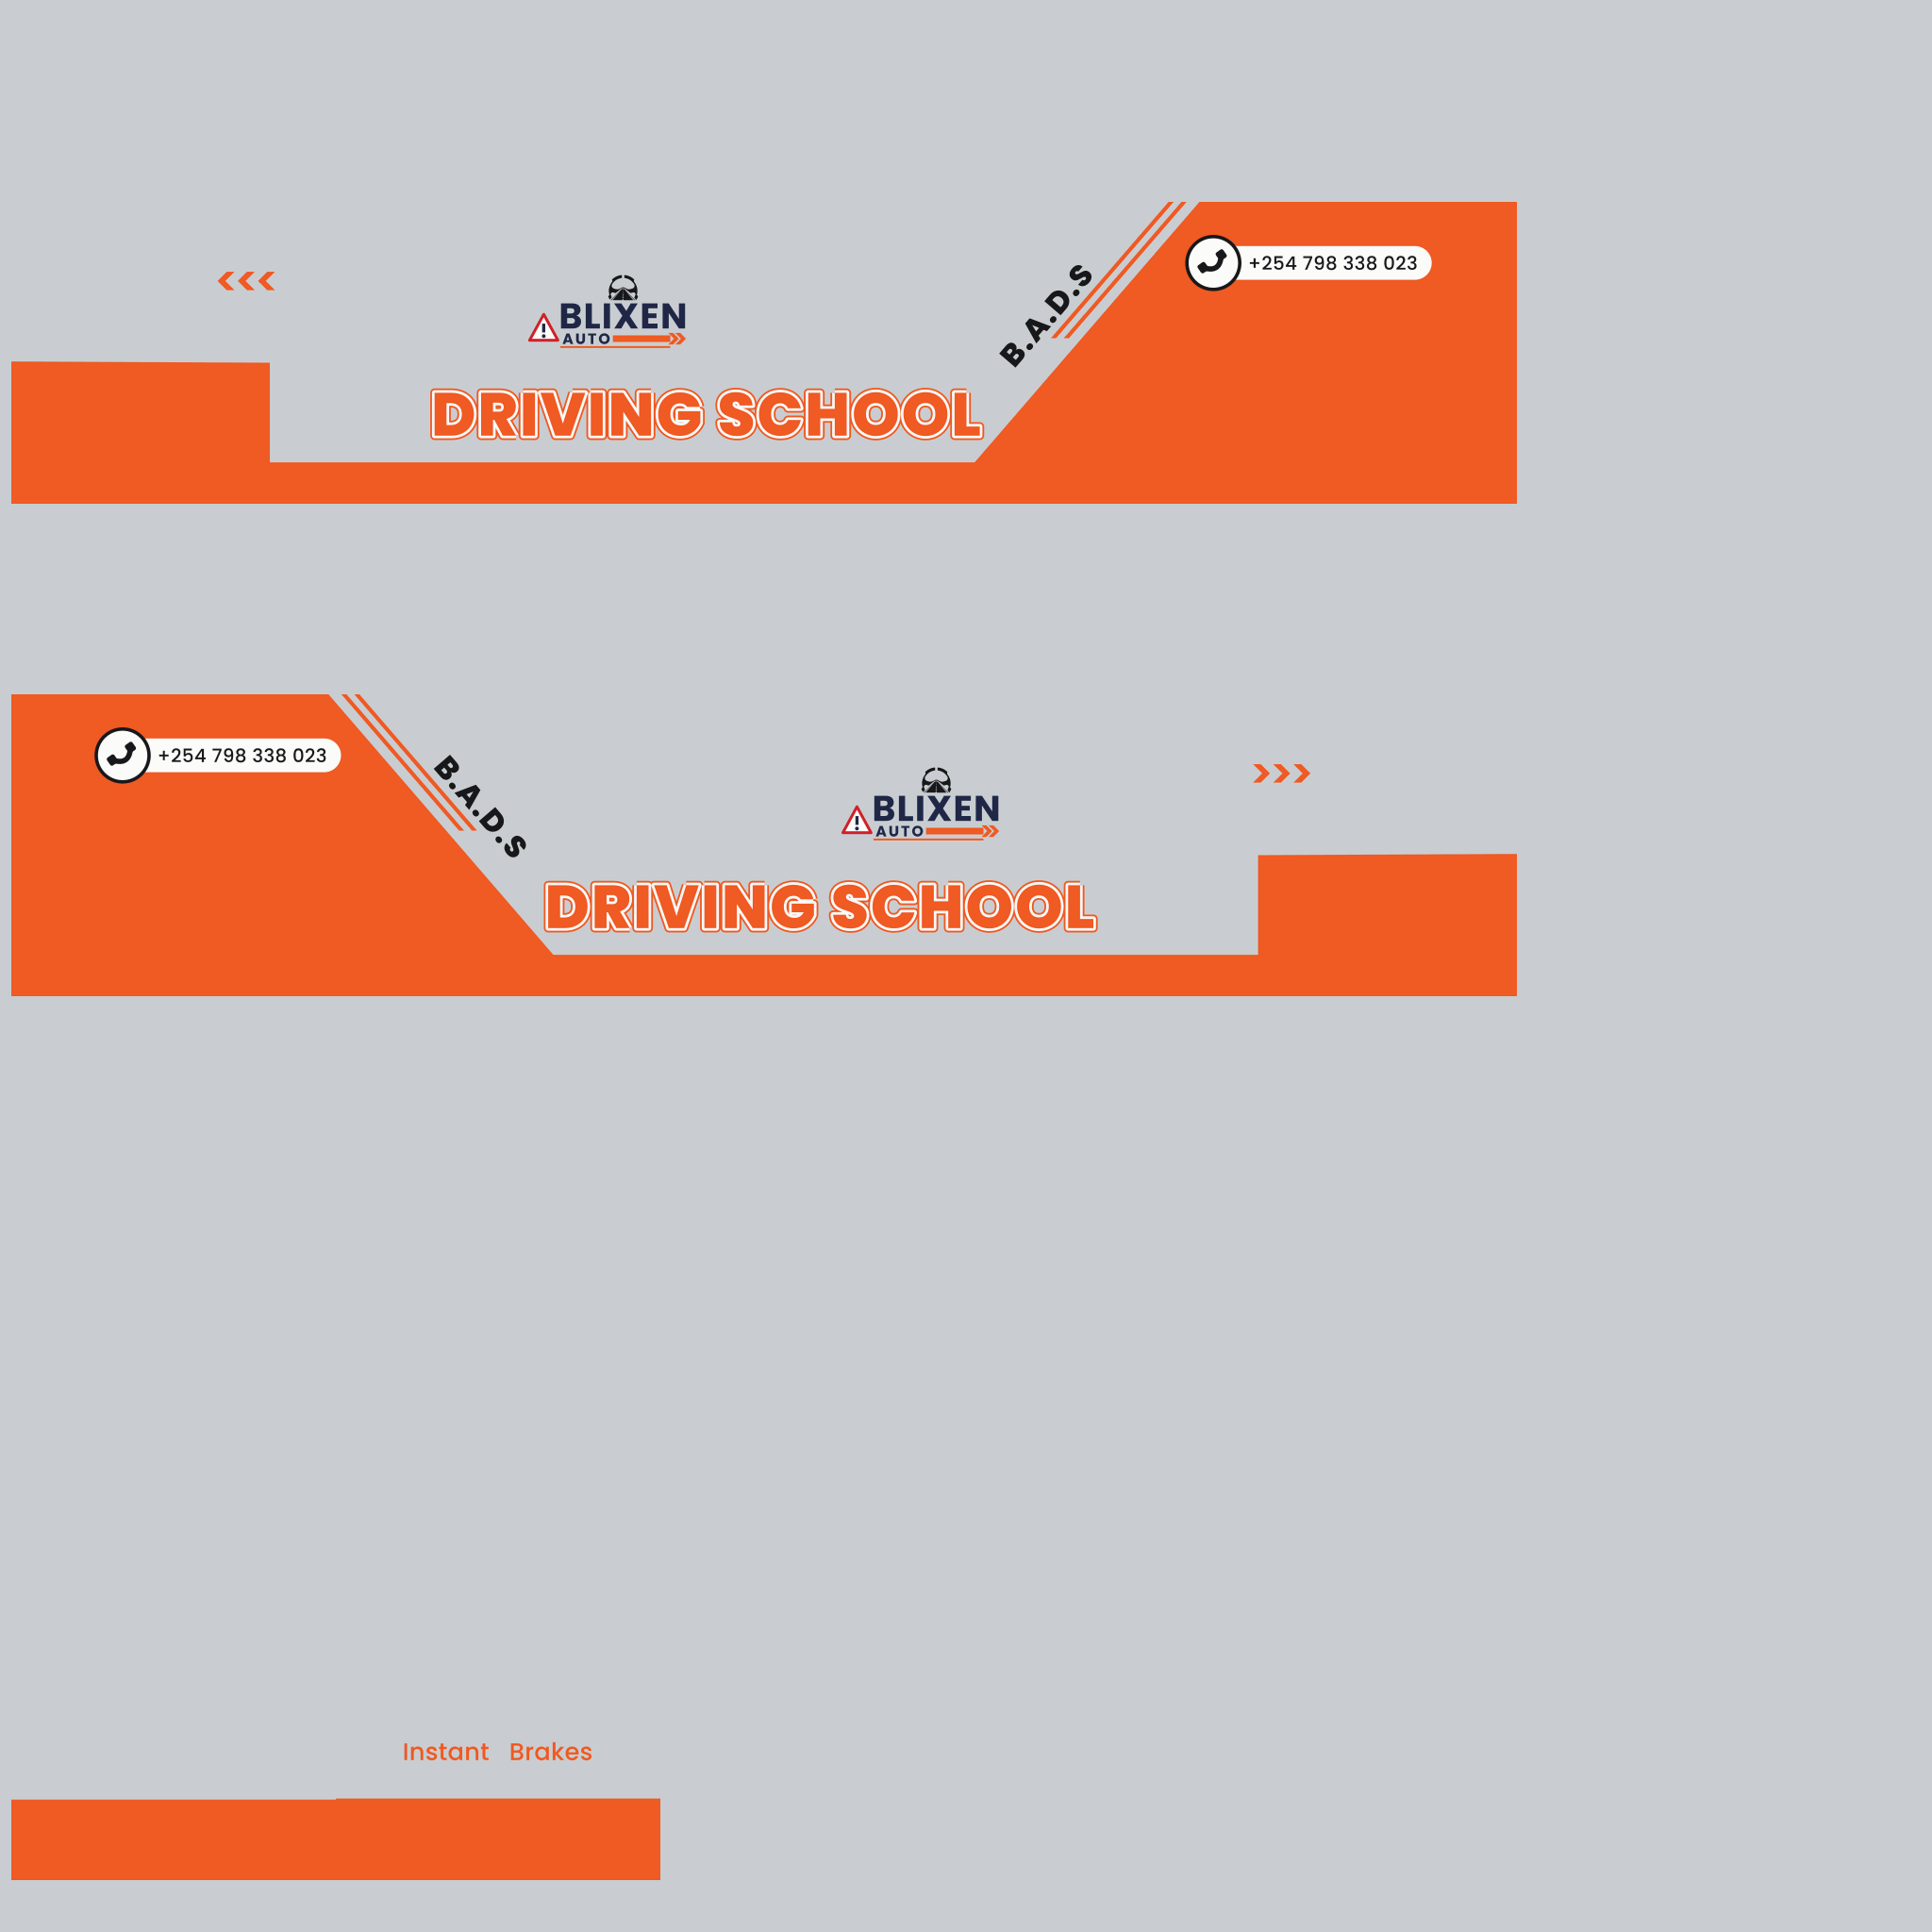 +254 798 338 023
B.A.D.S
BLIXEN
AUTO
DRIVING SCHOOL
+254 798 338 023
B.A.D.S
BLIXEN
AUTO
DRIVING SCHOOL
Instant Brakes